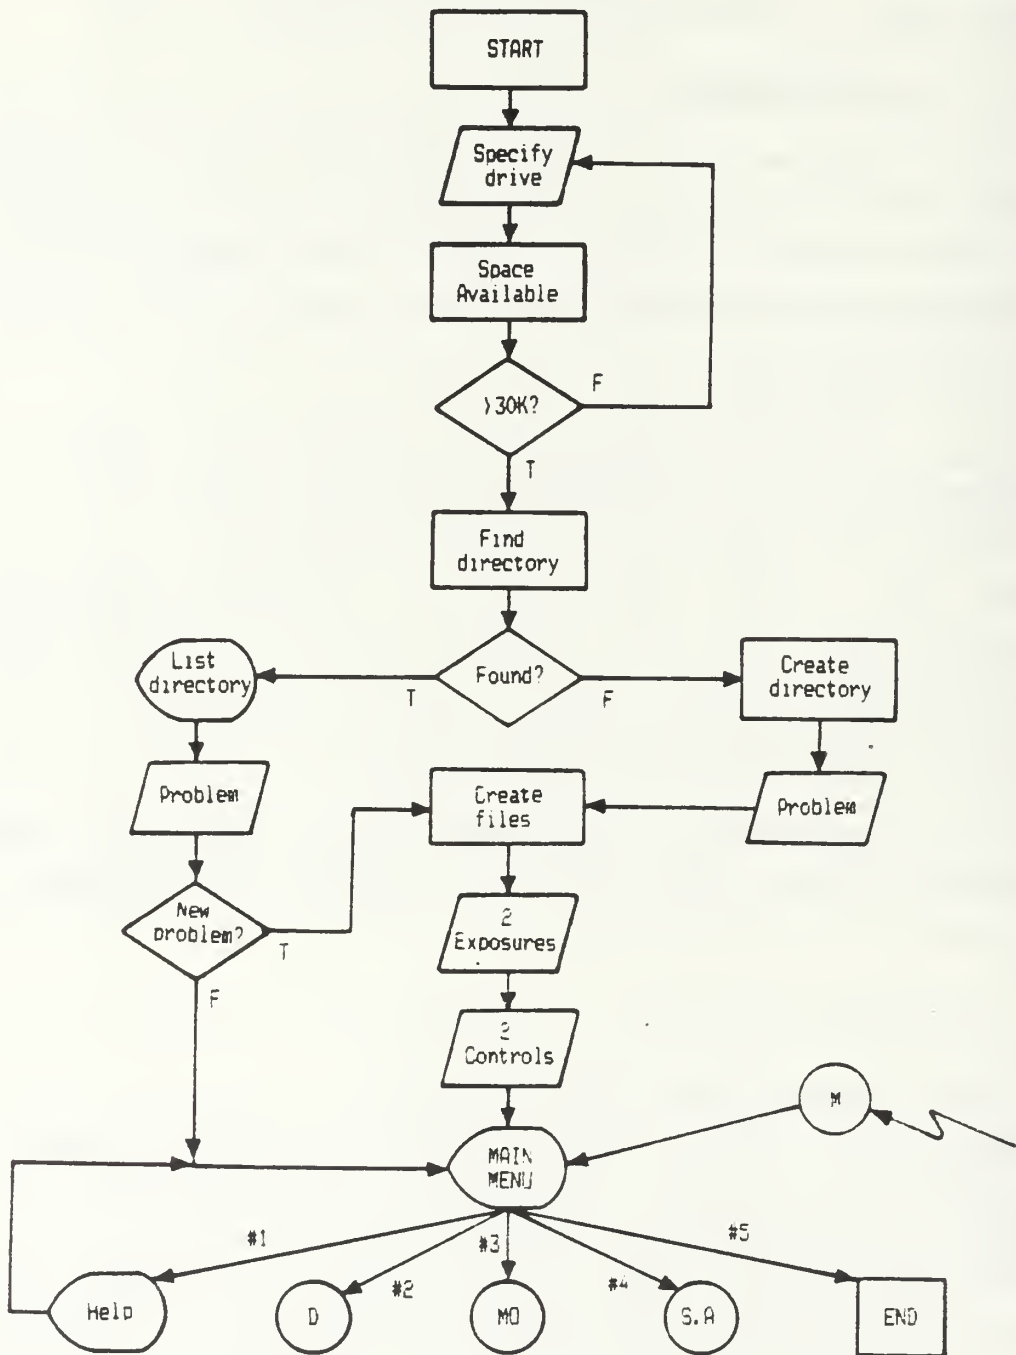 START
Specify
drive
Space
Available
>30K?
F
T
Find
directory
List
directory
T
Found?
F
Create
directory
Problem
Create
files
Problem
New
problem?
T
F
2
Exposures
2
Controls
M
MAIN
MENU
#1
#2
#3
#4
#5
Help
D
MO
S.A
END